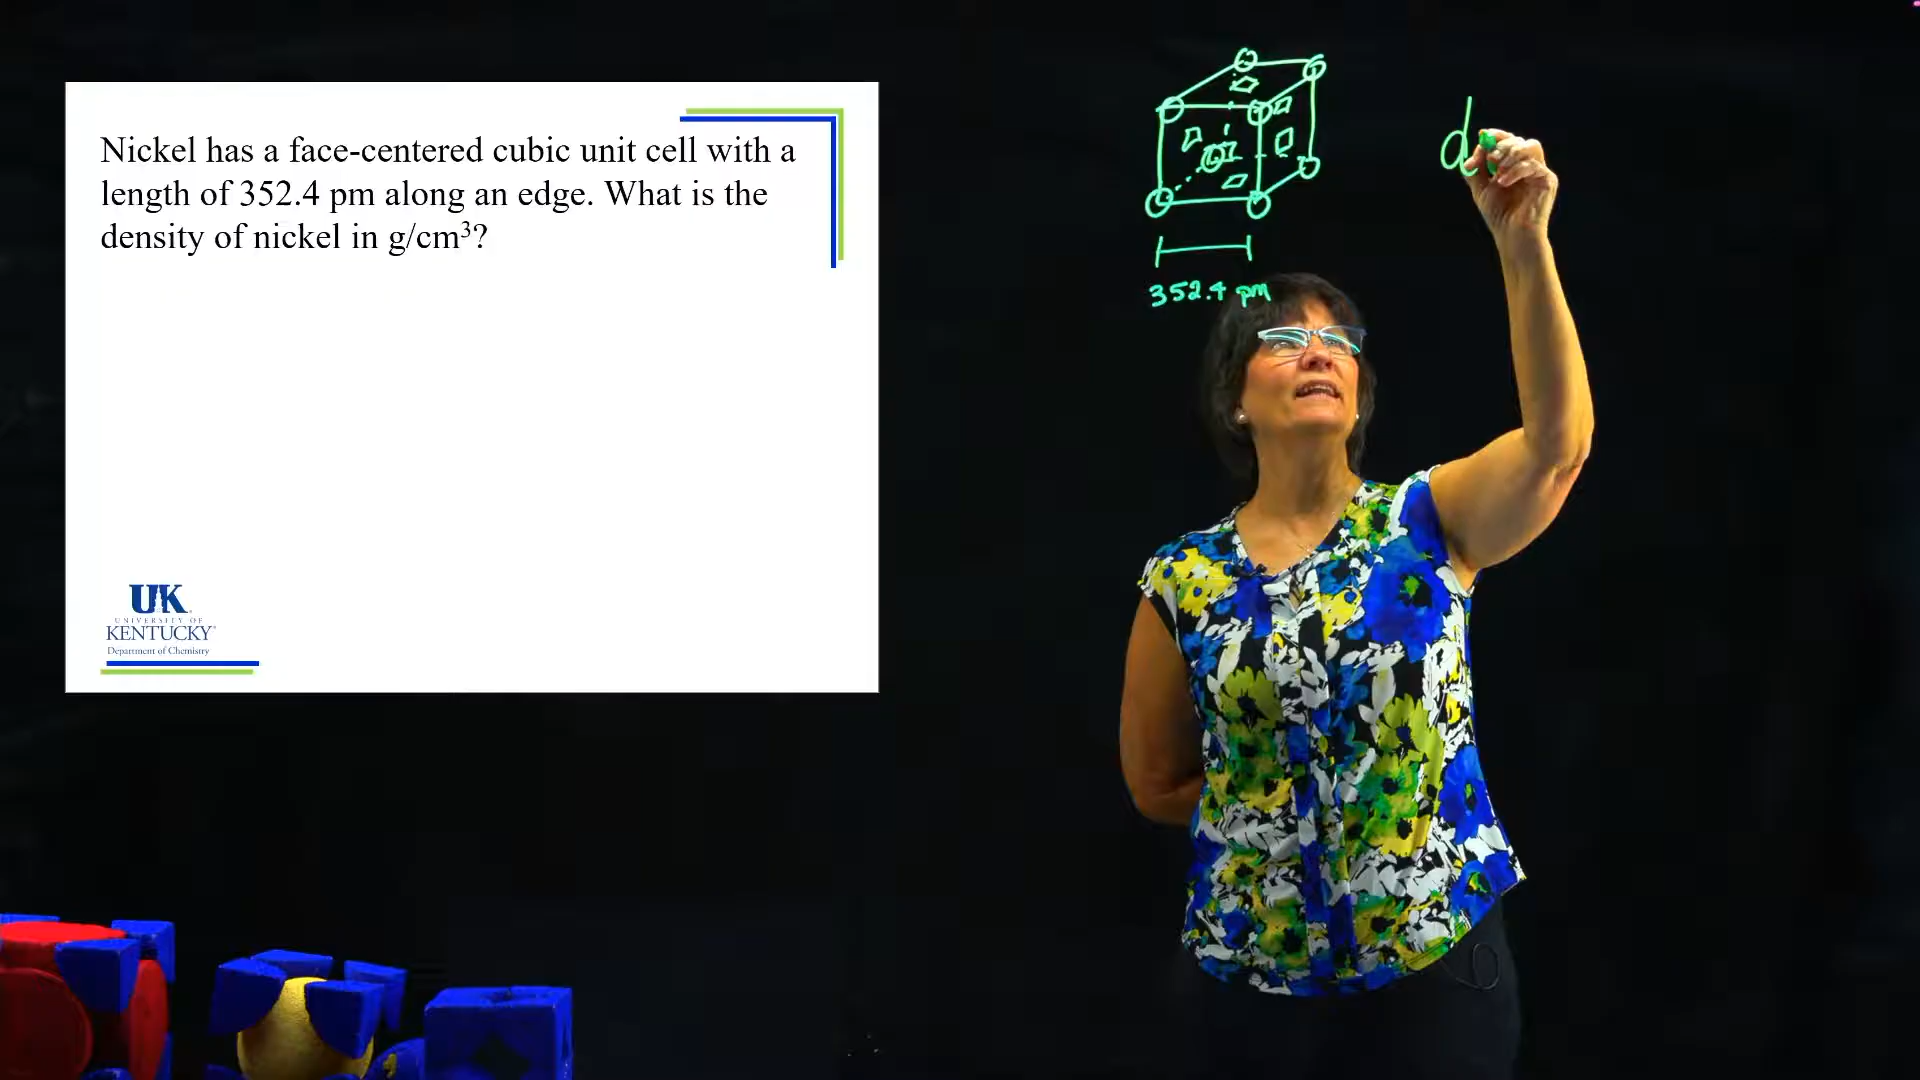 Nickel has a face-centered cubic unit cell with a
length of 352.4 pm along an edge. What is the
density of nickel in g/cm³?
UK
UNIVERSITY OF
KENTUCKY
Department of Chemistry
352.4 pm
d